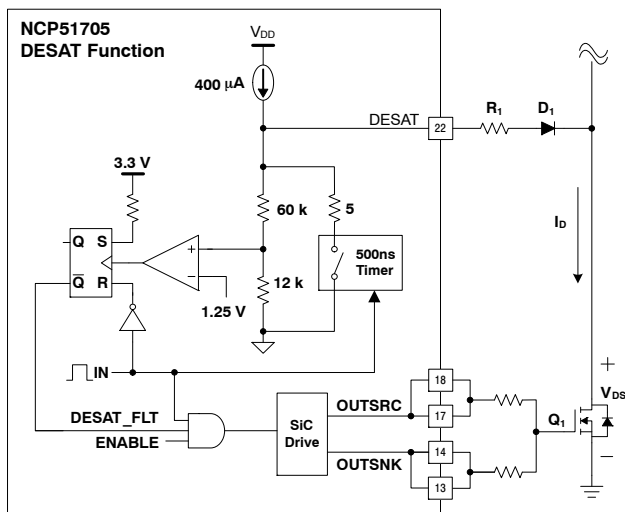 NCP51705
DESAT Function
VDD
400 μA
DESAT
22
R1
D1
3.3 V
60 k
5
ID
Q
S
Q
R
+
−
500ns
Timer
12 k
1.25 V
IN
18
+
VDS
DESAT_FLT
SiC
Drive
OUTSRC
17
Q1
ENABLE
OUTSNK
14
−
13